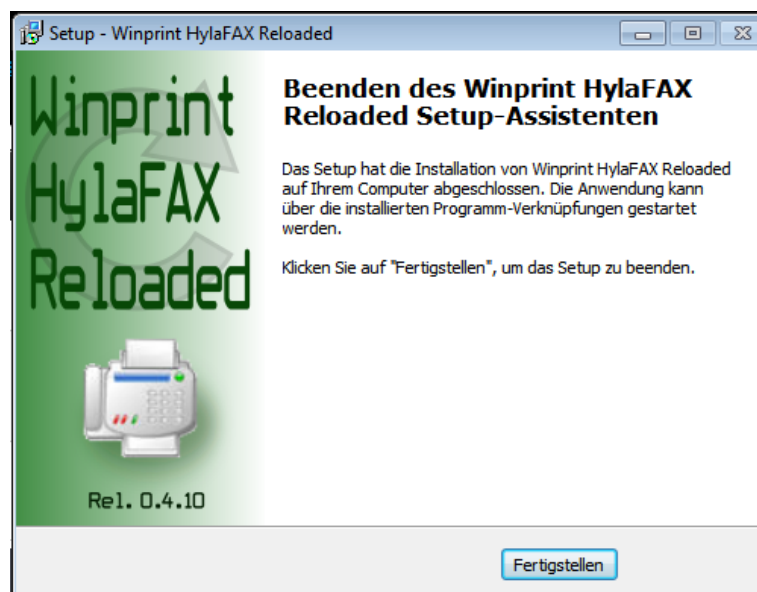 Setup - Winprint HylaFAX Reloaded
Winprint
HylaFAX
Reloaded
Rel. 0.4.10
Beenden des Winprint HylaFAX
Reloaded Setup-Assistenten
Das Setup hat die Installation von Winprint HylaFAX Reloaded
auf Ihrem Computer abgeschlossen. Die Anwendung kann
über die installierten Programm-Verknüpfungen gestartet
werden.
Klicken Sie auf "Fertigstellen", um das Setup zu beenden.
Fertigstellen